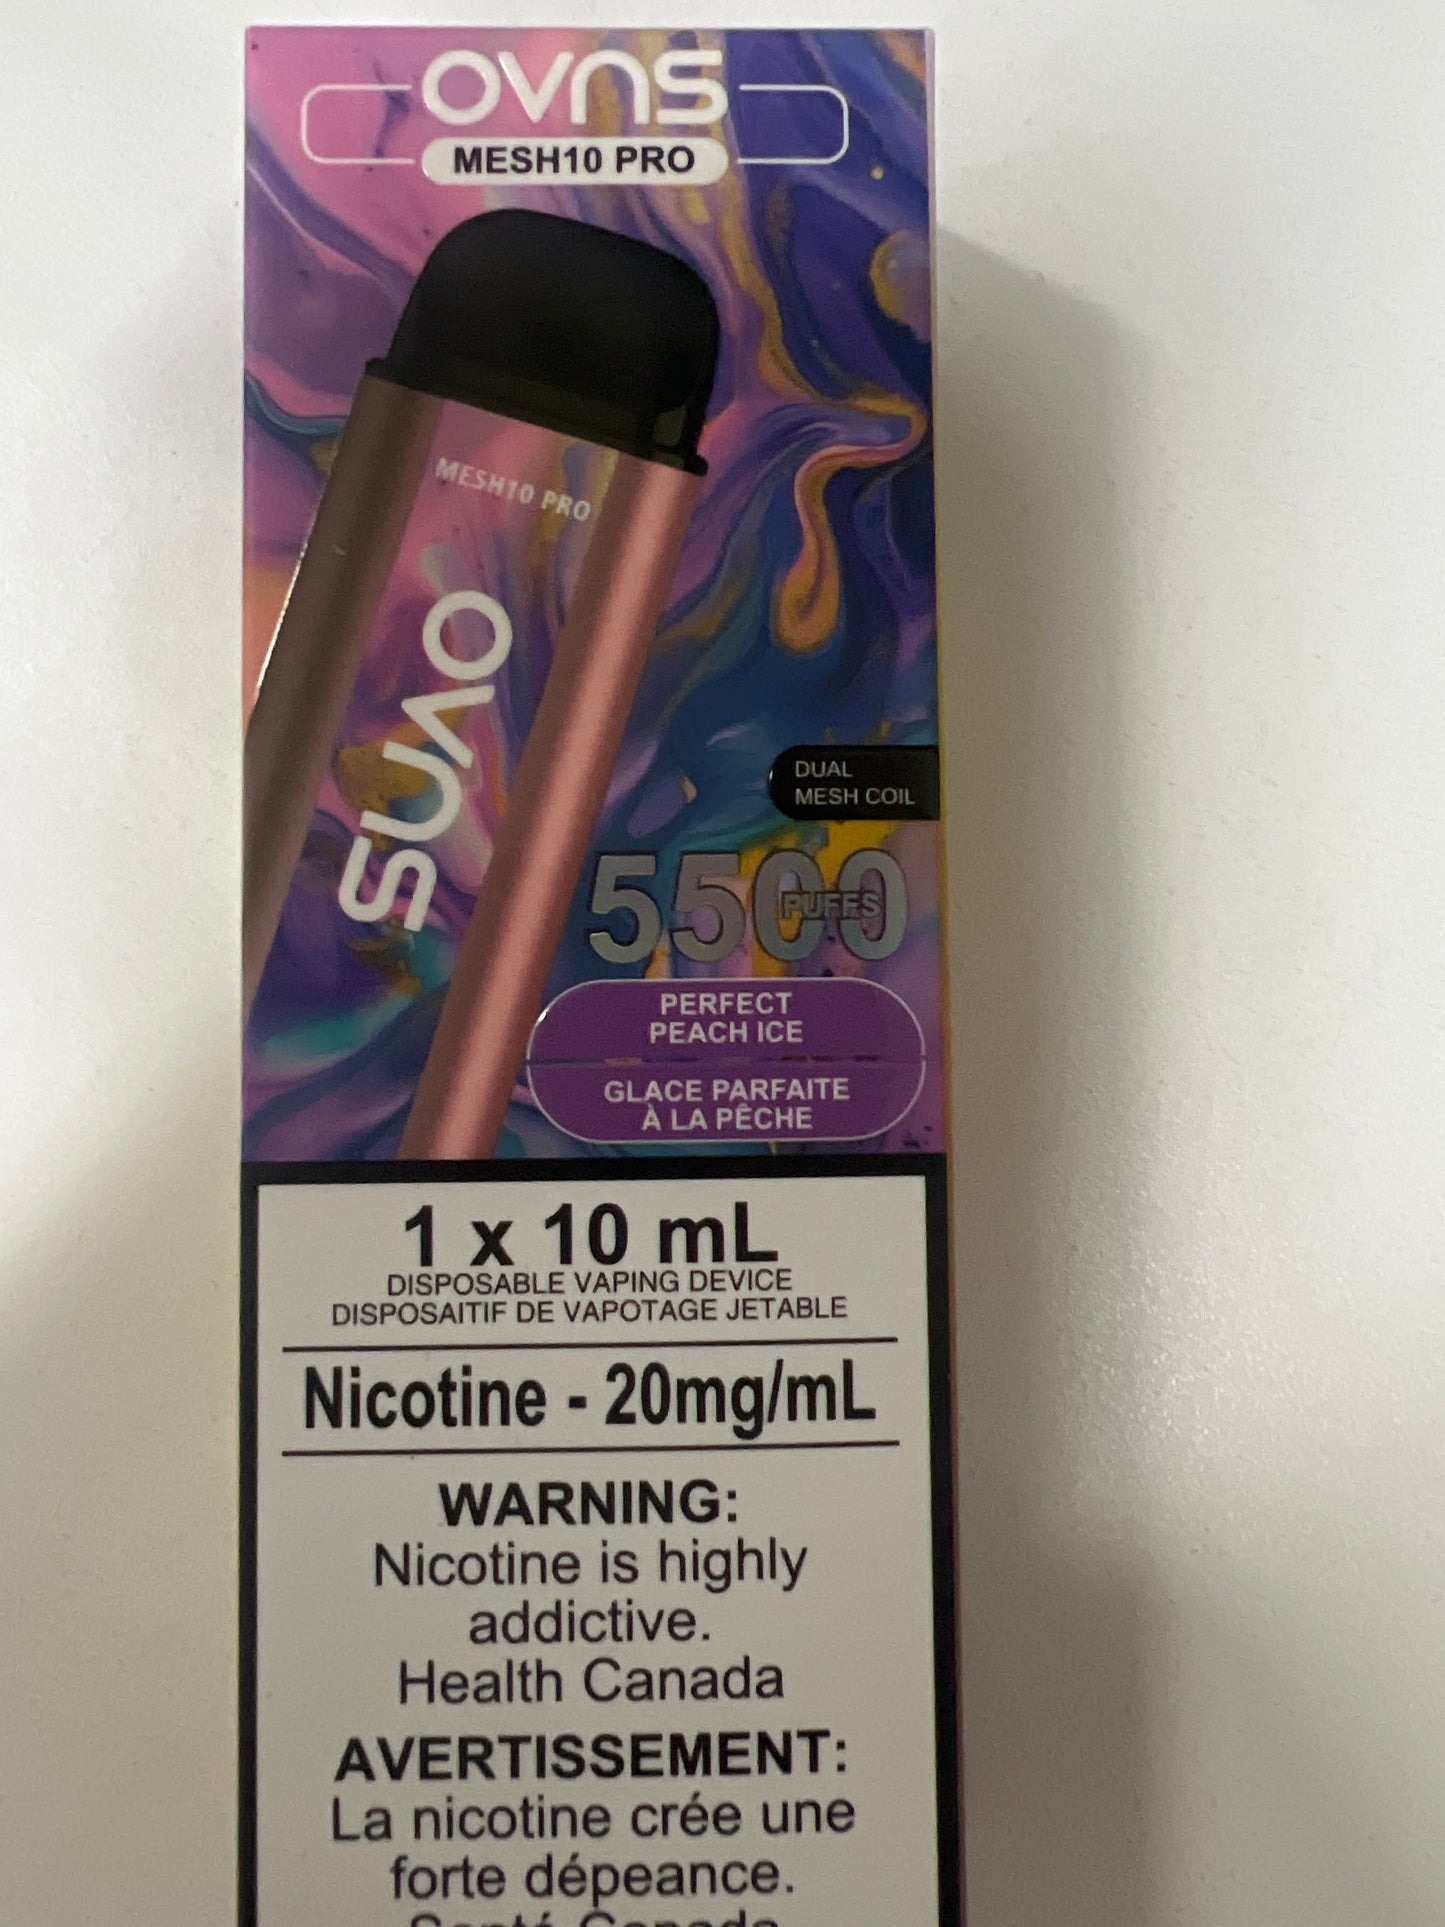 OVNS
MESH10 PRO
MESH10 PRO
OVNS
DUAL
MESH COIL
5500
PUFFS
PERFECT
PEACH ICE
GLACE PARFAITE
À LA PÊCHE
1 x 10 mL
DISPOSABLE VAPING DEVICE
DISPOSAITIF DE VAPOTAGE JETABLE
Nicotine - 20mg/mL
WARNING:
Nicotine is highly
addictive.
Health Canada
AVERTISSEMENT:
La nicotine crée une
forte dépeance.
Santé Canada